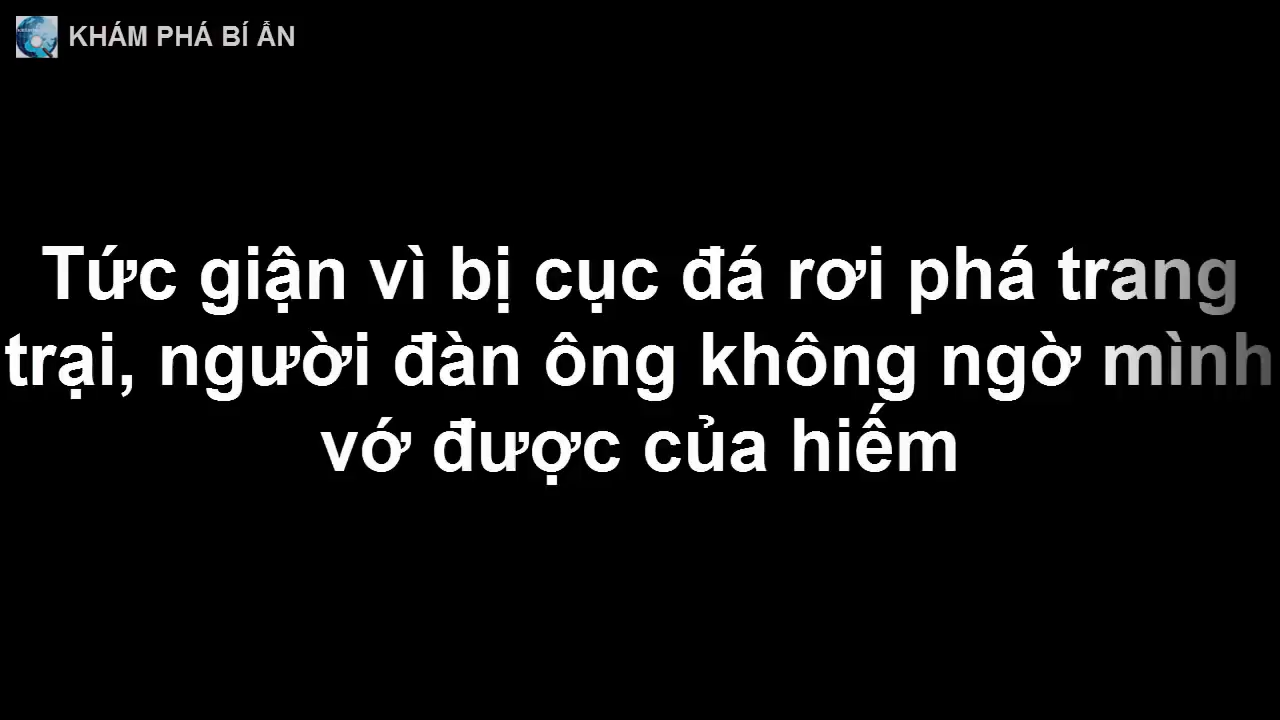 KHÁM PHÁ BÍ ẨN
Tức giận vì bị cục đá rơi phá trang
trại, người đàn ông không ngờ mình
vớ được của hiếm